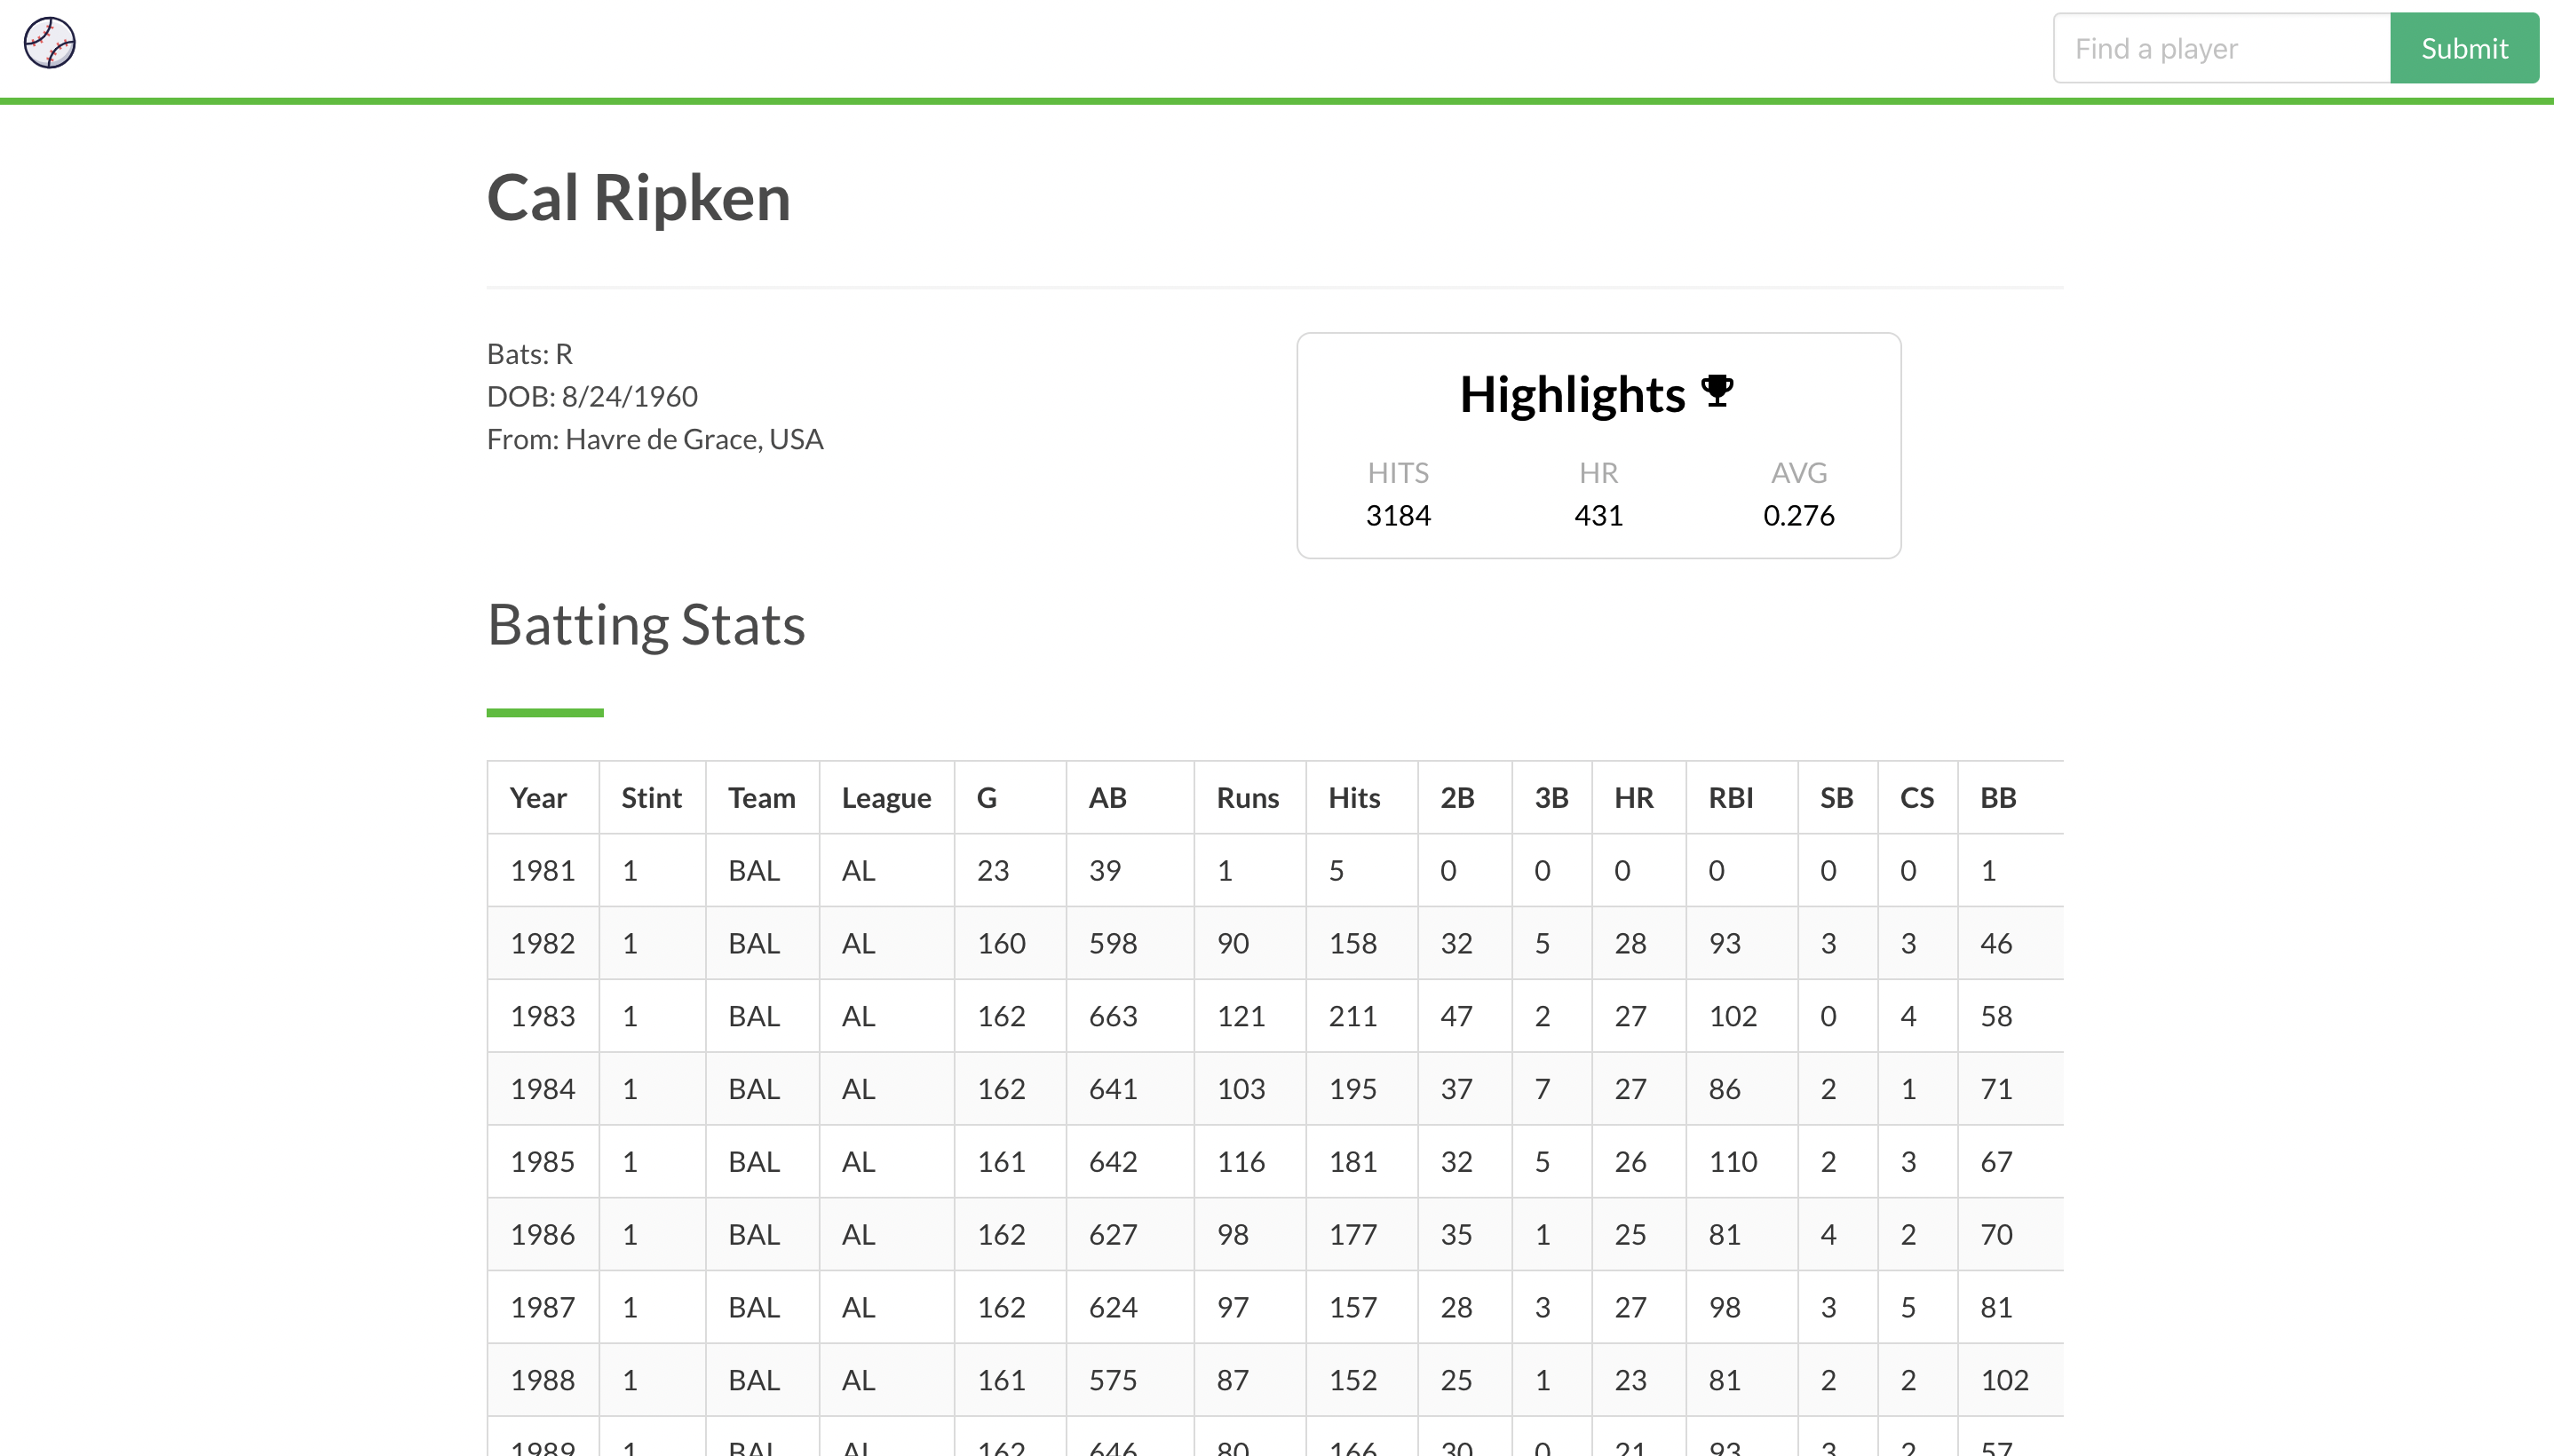 Find a player Submit
Cal Ripken
Bats: R
DOB: 8/24/1960
From: Havre de Grace, USA
Highlights
HITS HR AVG
3184 431 0.276
Batting Stats
Year Stint Team League G AB Runs Hits 2B 3B HR RBI SB CS BB
1981 1 BAL AL 23 39 1 5 0 0 0 0 0 0 1
1982 1 BAL AL 160 598 90 158 32 5 28 93 3 3 46
1983 1 BAL AL 162 663 121 211 47 2 27 102 0 4 58
1984 1 BAL AL 162 641 103 195 37 7 27 86 2 1 71
1985 1 BAL AL 161 642 116 181 32 5 26 110 2 3 67
1986 1 BAL AL 162 627 98 177 35 1 25 81 4 2 70
1987 1 BAL AL 162 624 97 157 28 3 27 98 3 5 81
1988 1 BAL AL 161 575 87 152 25 1 23 81 2 2 102
1989 1 BAL AL 162 646 80 166 30 0 21 93 3 2 57